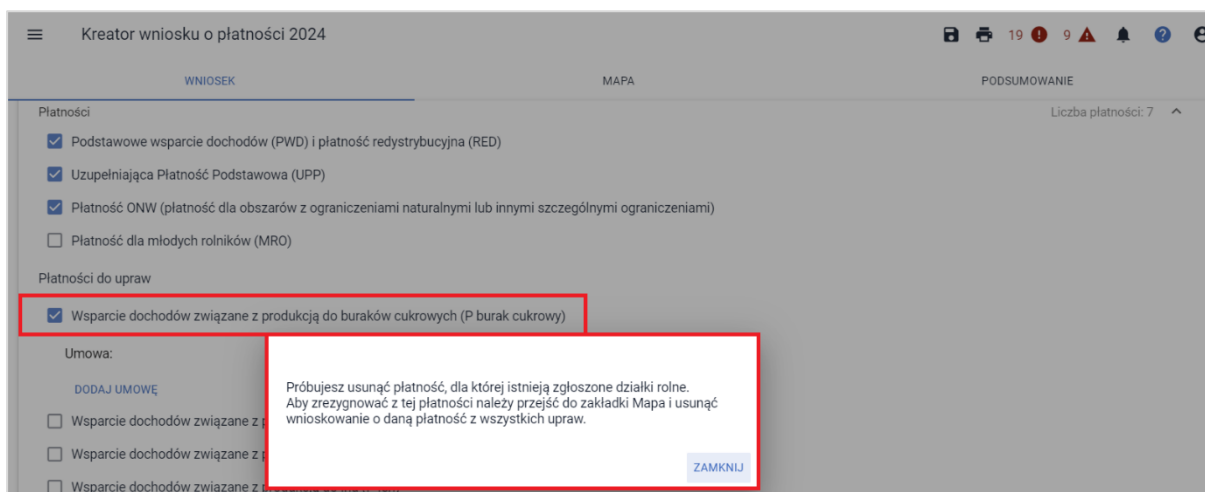 Kreator wniosku o płatności 2024
19 9
WNIOSEK MAPA PODSUMOWANIE
Płatności Liczba płatności: 7
Podstawowe wsparcie dochodów (PWD) i płatność redystrybucyjna (RED)
Uzupełniająca Płatność Podstawowa (UPP)
Płatność ONW (płatność dla obszarów z ograniczeniami naturalnymi lub innymi szczególnymi ograniczeniami)
Płatność dla młodych rolników (MRO)
Płatności do upraw
Wsparcie dochodów związane z produkcją do buraków cukrowych (P burak cukrowy)
Umowa:
DODAJ UMOWĘ
Próbujesz usunąć płatność, dla której istnieją zgłoszone działki rolne.
Aby zrezygnować z tej płatności należy przejść do zakładki Mapa i usunąć
wnioskowanie o daną płatność z wszystkich upraw.
ZAMKNIJ
Wsparcie dochodów związane z
Wsparcie dochodów związane z
Wsparcie dochodów związane z